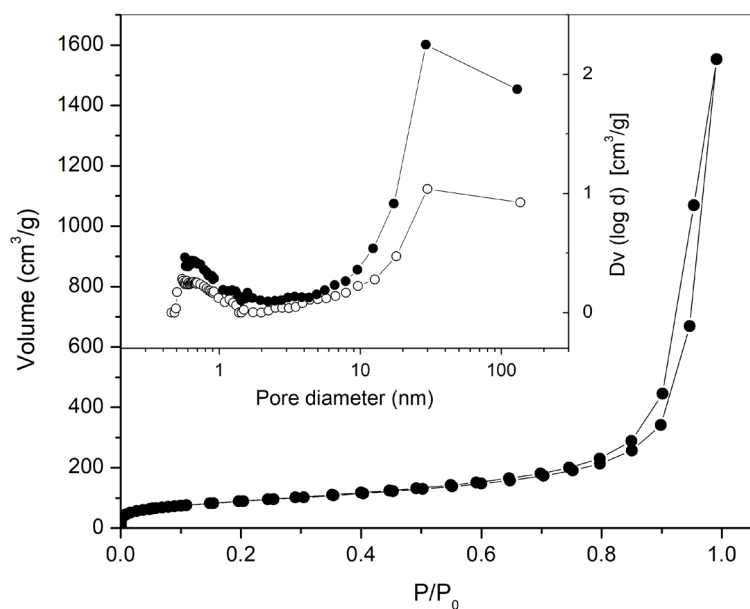 1600
1400
1200
1000
800
600
400
200
0
Volume (cm³/g)
0.0 0.2 0.4 0.6 0.8 1.0
P/P₀
2
1
0
Dv (log d) [cm³/g]
1 10 100
Pore diameter (nm)